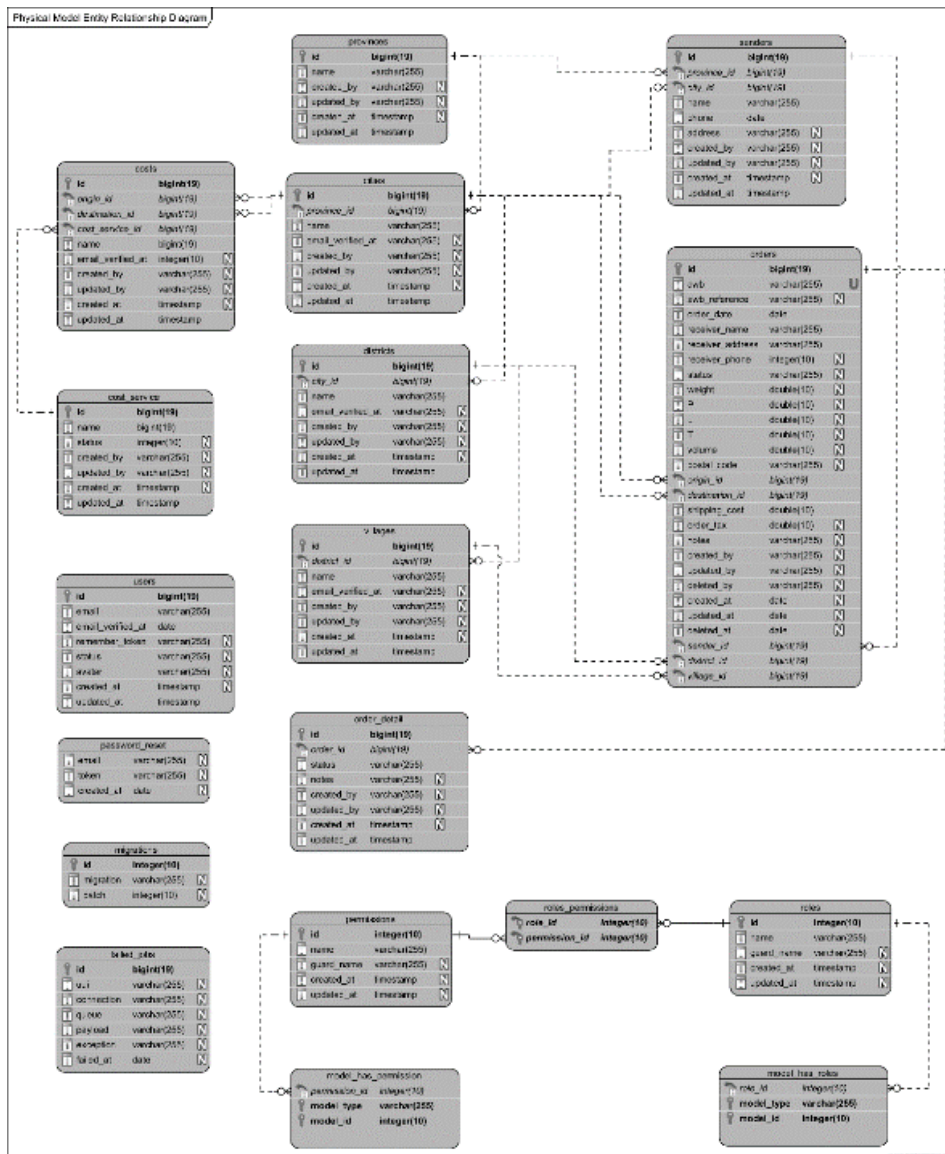 Physical Model Entity Relationship Diagram
provinces
id bigint(19)
name varchar(255)
created_by varchar(255) N
updated_by varchar(255) N
created_at timestamp N
updated_at timestamp
senders
id bigint(19)
province_id bigint(19)
city_id bigint(19)
name varchar(255)
phone date
address varchar(255) N
created_by varchar(255) N
updated_by varchar(255) N
created_at timestamp N
updated_at timestamp
costs
id bigint(19)
origin_id bigint(19)
destination_id bigint(19)
cost_service_id bigint(19)
name bigint(19)
email_verified_at integer(10) N
created_by varchar(255) N
updated_by varchar(255) N
created_at timestamp N
updated_at timestamp
cities
id bigint(19)
province_id bigint(19)
name varchar(255)
email_verified_at varchar(255) N
created_by varchar(255) N
updated_by varchar(255) N
created_at timestamp N
updated_at timestamp
orders
id bigint(19)
awb varchar(255) U
awb_reference varchar(255) N
order_date date
receiver_name varchar(255)
receiver_address varchar(255)
receiver_phone integer(10) N
status varchar(255) N
weight double(10) N
double(10) N
double(10) N
T double(10) N
volume double(10) N
postal_code varchar(255) N
origin_id bigint(19)
destination_id bigint(19)
shipping_cost double(10)
order_tax double(10) N
notes varchar(255) N
created_by varchar(255) N
updated_by varchar(255) N
deleted_by varchar(255) N
created_at date N
updated_at date N
deleted_at date N
sender_id bigint(19)
district_id bigint(19)
village_id bigint(19)
districts
id bigint(19)
city_id bigint(19)
name varchar(255)
email_verified_at varchar(255) N
created_by varchar(255) N
updated_by varchar(255) N
created_at timestamp N
updated_at timestamp
cost_service
id bigint(19)
name bigint(19)
status integer(10) N
created_by varchar(255) N
updated_by varchar(255) N
created_at timestamp N
updated_at timestamp
villages
id bigint(19)
district_id bigint(19)
name varchar(255)
email_verified_at varchar(255) N
created_by varchar(255) N
updated_by varchar(255) N
created_at timestamp N
updated_at timestamp
users
id bigint(19)
email varchar(255)
email_verified_at date
remember_token varchar(255) N
status varchar(255) N
avatar varchar(255) N
created_at timestamp N
updated_at timestamp
order_detail
id bigint(19)
order_id bigint(19)
status varchar(255)
notes varchar(255) N
created_by varchar(255) N
updated_by varchar(255) N
created_at timestamp N
updated_at timestamp
password_reset
email varchar(255) N
token varchar(255) N
created_at date N
migrations
id integer(10)
migration varchar(255) N
batch integer(10) N
failed_jobs
id bigint(19)
uui varchar(255) N
connection varchar(255) N
queue varchar(255) N
payload varchar(255) N
exception varchar(255) N
failed_at date N
permissions
id integer(10)
name varchar(255)
guard_name varchar(255) N
created_at timestamp N
updated_at timestamp N
roles_permissions
role_id integer(10)
permission_id integer(10)
roles
id integer(10)
name varchar(255)
guard_name varchar(255) N
created_at timestamp N
updated_at timestamp N
model_has_permission
permission_id integer(10)
model_type varchar(255)
model_id integer(10)
model_has_roles
role_id integer(10)
model_type varchar(255)
model_id integer(10)